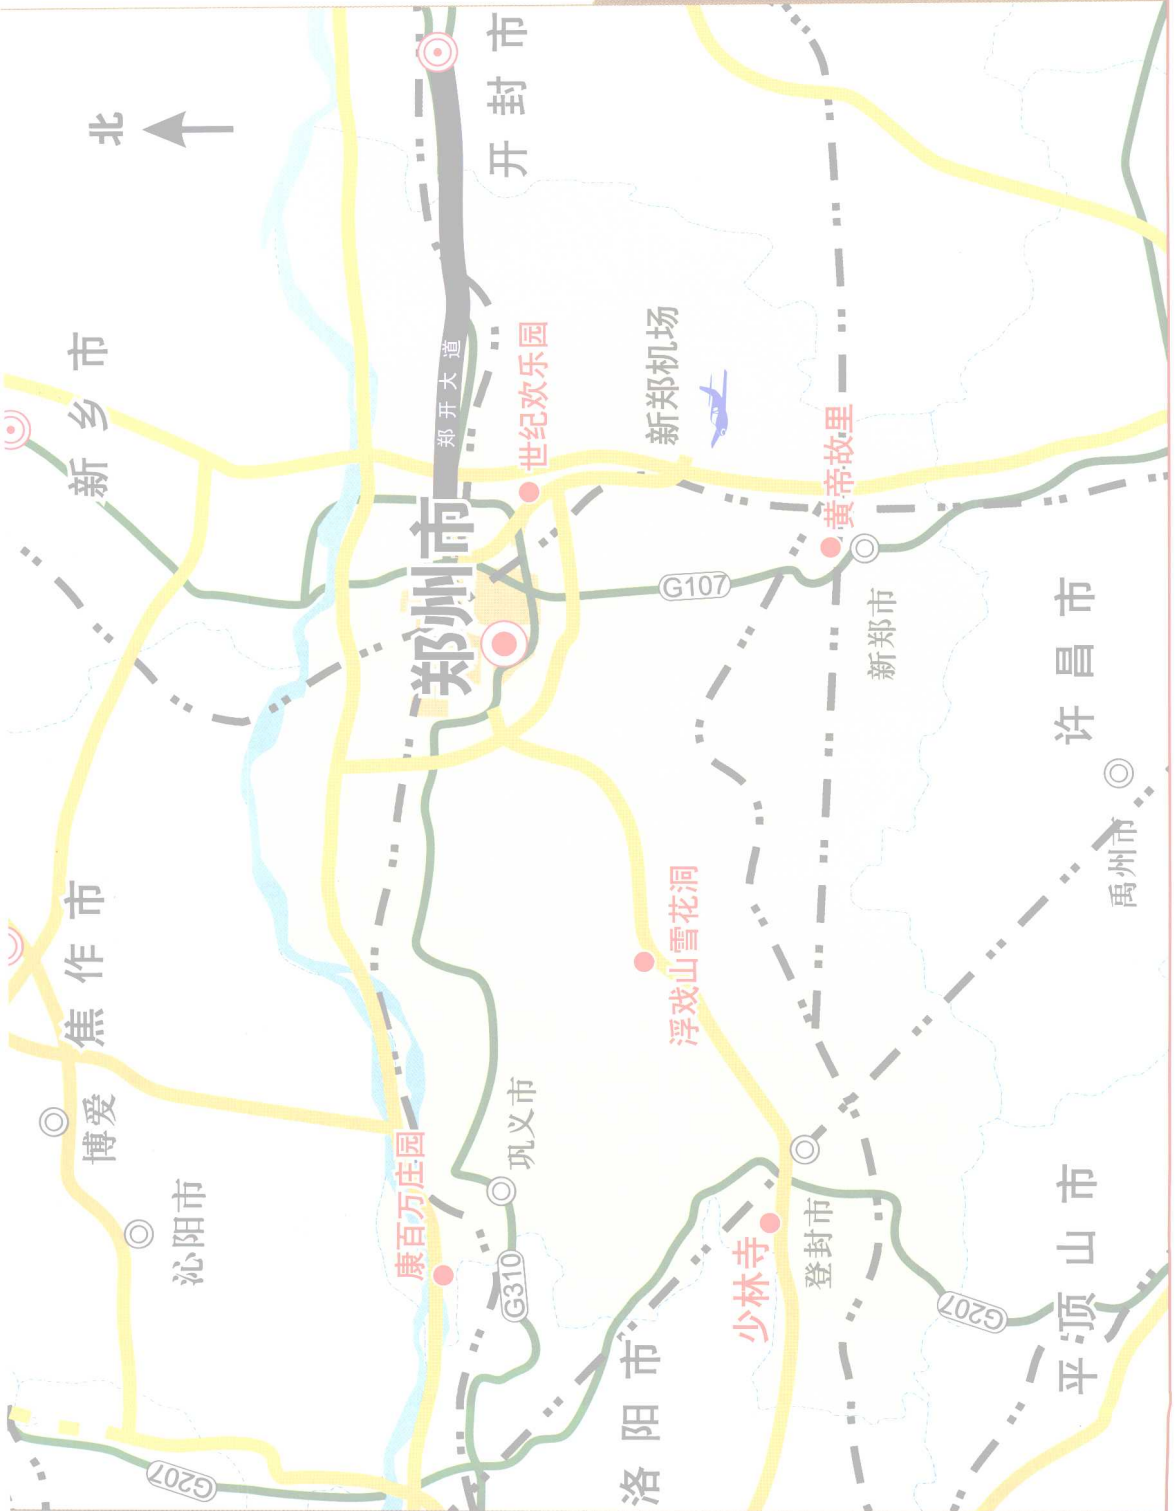 北
新乡市
焦作市
博爱
沁阳市
G207
开封市
郑开大道
郑州市
世纪欢乐园
新郑机场
康百万庄园
巩义市
G310
浮戏山雪花洞
G107
黄帝故里
新郑市
洛阳市
少林寺
登封市
G207
许昌市
禹州市
平顶山市